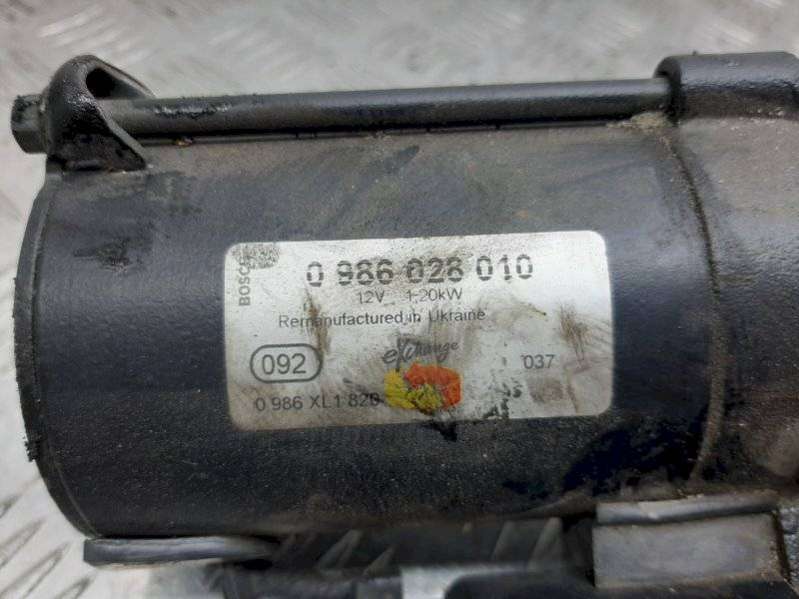 BOSCH
0 986 028 010
12V 1,20kW
Remanufactured in Ukraine
eXchange
092
037
0 986 XL1 820